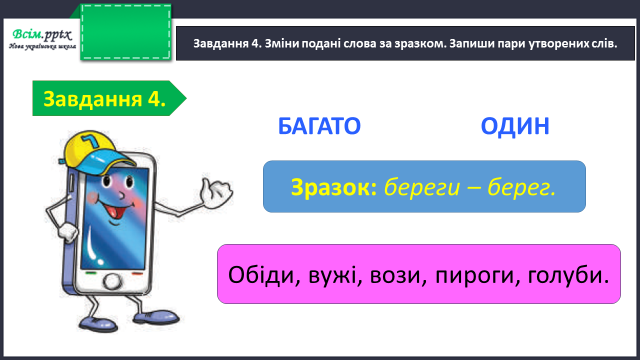 Всім.pptx
Нова українська школа
Завдання 4. Зміни подані слова за зразком. Запиши пари утворених слів.
Завдання 4.
БАГАТО ОДИН
Зразок: береги – берег.
Обіди, вужі, вози, пироги, голуби.